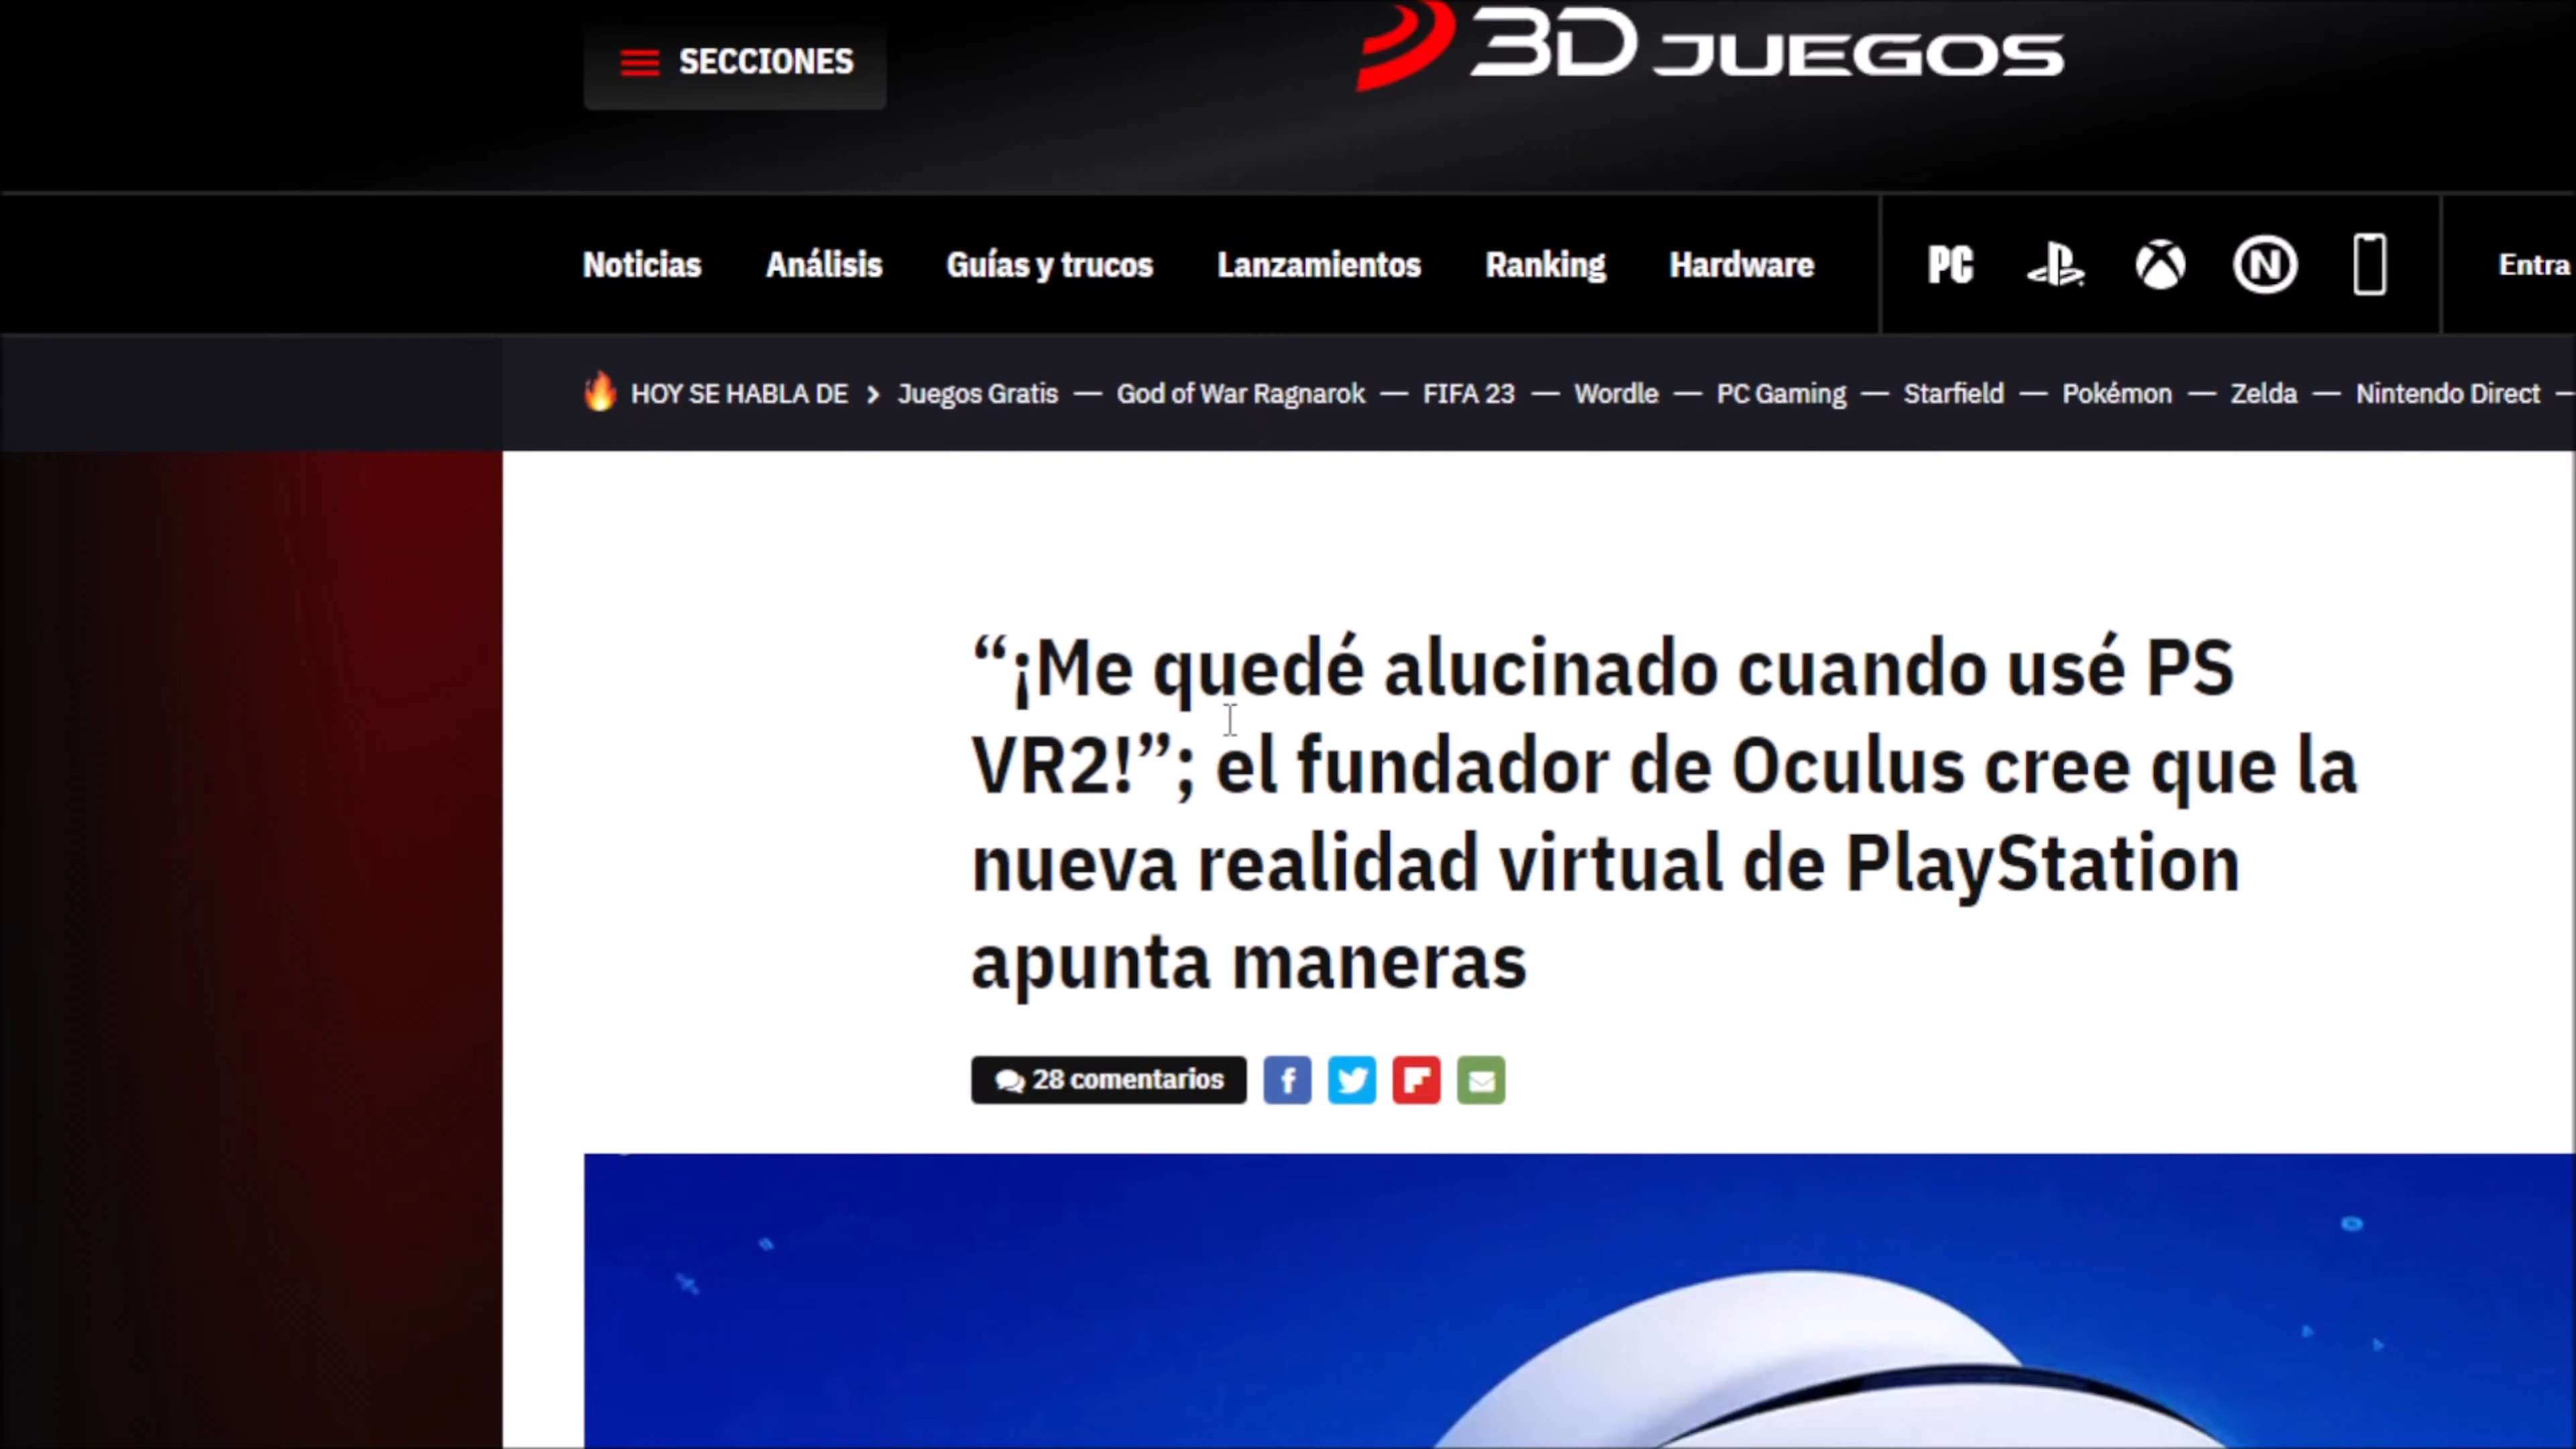 SECCIONES
3D JUEGOS
Noticias Análisis Guías y trucos Lanzamientos Ranking Hardware PC Entra
HOY SE HABLA DE > Juegos Gratis — God of War Ragnarok — FIFA 23 — Wordle — PC Gaming — Starfield — Pokémon — Zelda — Nintendo Direct —
“¡Me quedé alucinado cuando usé PS
VR2!”; el fundador de Oculus cree que la
nueva realidad virtual de PlayStation
apunta maneras
28 comentarios